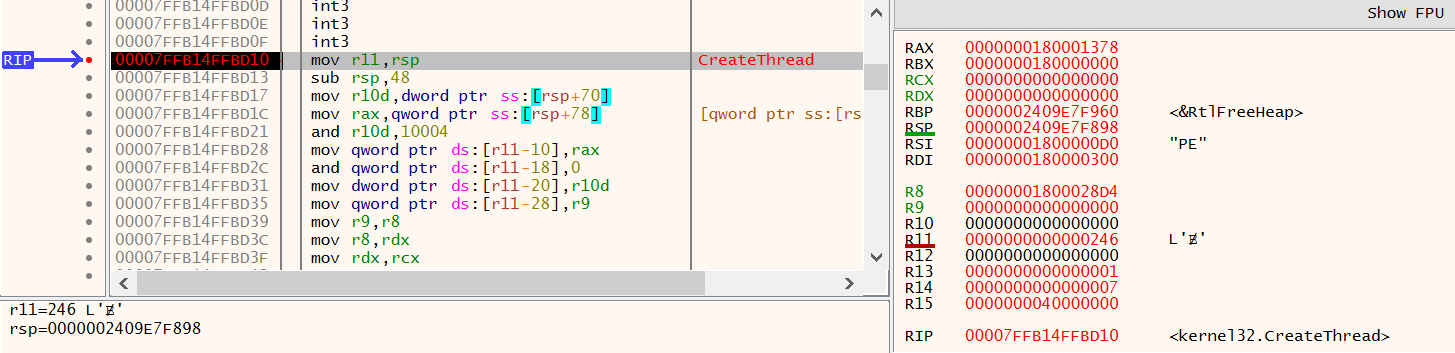 Show FPU
00007FFB14FFBD0D int3
00007FFB14FFBD0E int3
00007FFB14FFBD0F int3
RIP 00007FFB14FFBD10 mov r11,rsp CreateThread
00007FFB14FFBD13 sub rsp,48
00007FFB14FFBD17 mov r10d,dword ptr ss:[rsp+70]
00007FFB14FFBD1C mov rax,qword ptr ss:[rsp+78] [qword ptr ss:[rs
00007FFB14FFBD21 and r10d,10004
00007FFB14FFBD28 mov qword ptr ds:[r11-10],rax
00007FFB14FFBD2C and qword ptr ds:[r11-18],0
00007FFB14FFBD31 mov dword ptr ds:[r11-20],r10d
00007FFB14FFBD35 mov qword ptr ds:[r11-28],r9
00007FFB14FFBD39 mov r9,r8
00007FFB14FFBD3C mov r8,rdx
00007FFB14FFBD3F mov rdx,rcx
r11=246 L'Ɇ'
rsp=0000002409E7F898
RAX 0000000180001378
RBX 0000000180000000
RCX 0000000000000000
RDX 0000000000000000
RBP 0000002409E7F960 <&RtlFreeHeap>
RSP 0000002409E7F898
RSI 00000001800000D0 "PE"
RDI 0000000180000300
R8 00000001800028D4
R9 0000000000000000
R10 0000000000000000
R11 0000000000000246 L'Ɇ'
R12 0000000000000000
R13 0000000000000001
R14 0000000000000007
R15 0000000040000000
RIP 00007FFB14FFBD10 <kernel32.CreateThread>